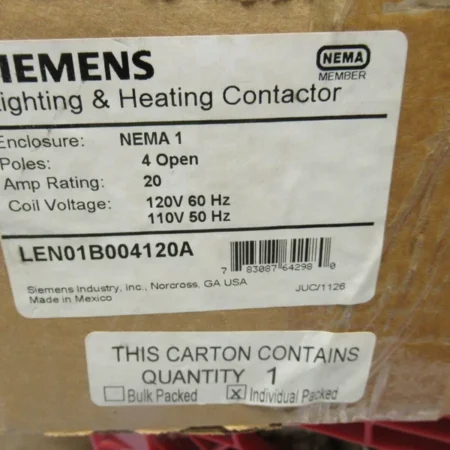 IEMENS
NEMA
MEMBER
ighting & Heating Contactor
Enclosure: NEMA 1
Poles: 4 Open
Amp Rating: 20
Coil Voltage: 120V 60 Hz
110V 50 Hz
LEN01B004120A
7 83087 64298 0
Siemens Industry, Inc., Norcross, GA USA
Made in Mexico
JUC/1126
THIS CARTON CONTAINS
QUANTITY 1
Bulk Packed x Individual Packed